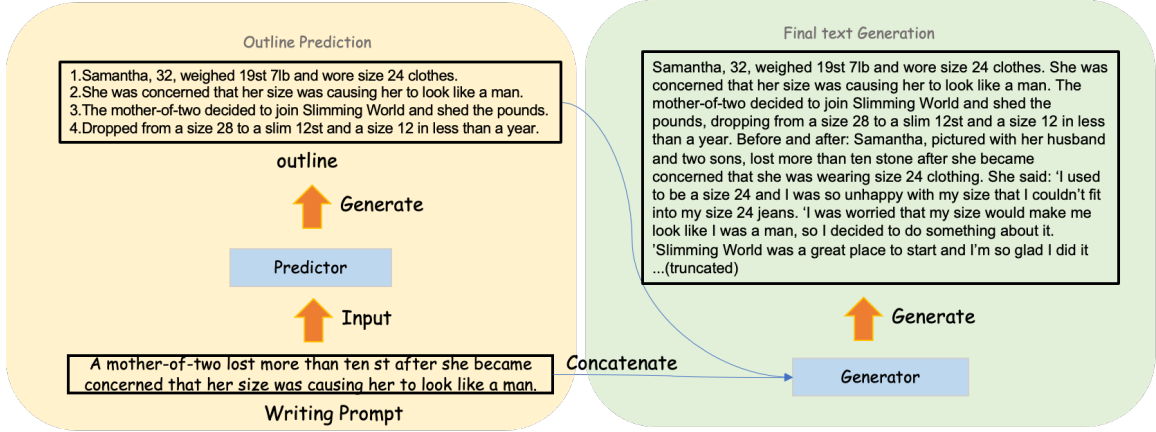 Outline Prediction
1.Samantha, 32, weighed 19st 7lb and wore size 24 clothes.
2.She was concerned that her size was causing her to look like a man.
3.The mother-of-two decided to join Slimming World and shed the pounds.
4.Dropped from a size 28 to a slim 12st and a size 12 in less than a year.
outline
Generate
Predictor
Input
A mother-of-two lost more than ten st after she became
concerned that her size was causing her to look like a man.
Writing Prompt
Concatenate
Final text Generation
Samantha, 32, weighed 19st 7lb and wore size 24 clothes. She was
concerned that her size was causing her to look like a man. The
mother-of-two decided to join Slimming World and shed the
pounds, dropping from a size 28 to a slim 12st and a size 12 in less
than a year. Before and after: Samantha, pictured with her husband
and two sons, lost more than ten stone after she became
concerned that she was wearing size 24 clothing. She said: ‘I used
to be a size 24 and I was so unhappy with my size that I couldn’t fit
into my size 24 jeans. ‘I was worried that my size would make me
look like I was a man, so I decided to do something about it.
’Slimming World was a great place to start and I’m so glad I did it
...(truncated)
Generate
Generator